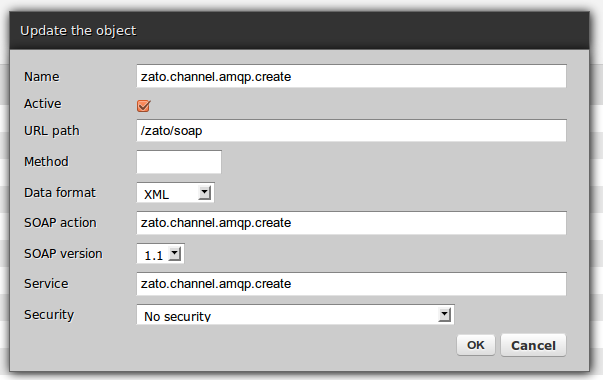 Update the object
Name zato.channel.amqp.create
Active
URL path /zato/soap
Method
Data format XML
SOAP action zato.channel.amqp.create
SOAP version 1.1
Service zato.channel.amqp.create
Security No security
OK Cancel